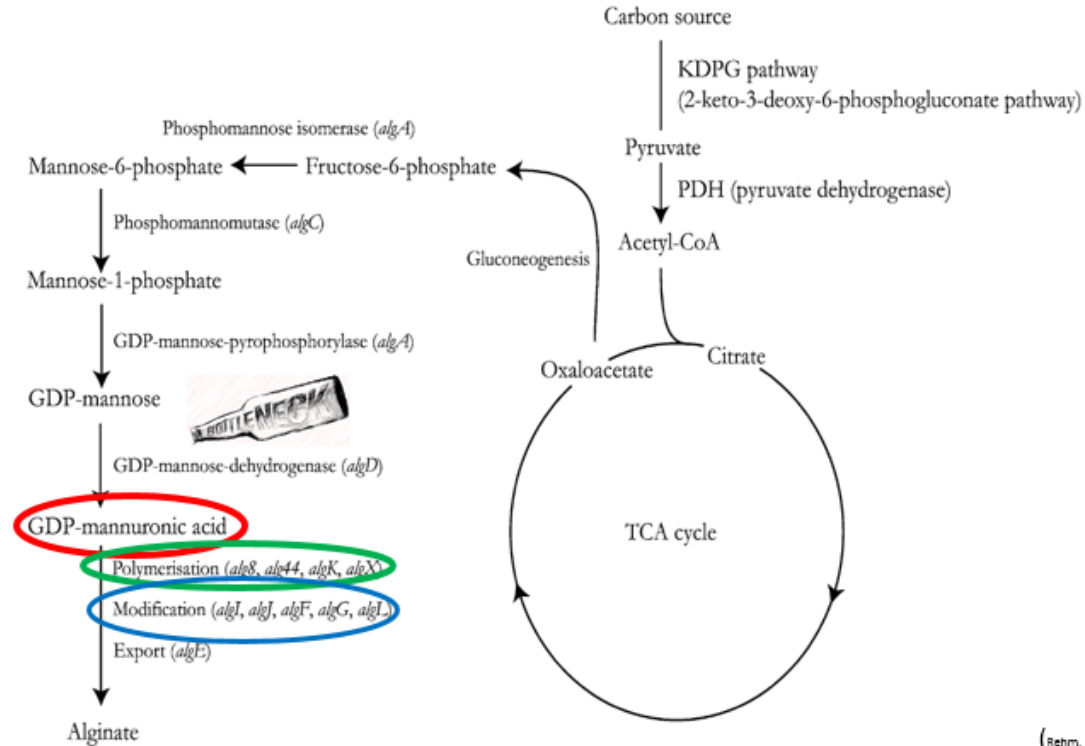 Carbon source
KDPG pathway
(2-keto-3-deoxy-6-phosphogluconate pathway)
Pyruvate
PDH (pyruvate dehydrogenase)
Acetyl-CoA
Phosphomannose isomerase (algA)
Mannose-6-phosphate
Fructose-6-phosphate
Phosphomannomutase (algC)
Gluconeogenesis
Mannose-1-phosphate
GDP-mannose-pyrophosphorylase (algA)
Oxaloacetate
Citrate
GDP-mannose
BOTTLENECK
GDP-mannose-dehydrogenase (algD)
GDP-mannuronic acid
TCA cycle
Polymerisation (alg8, alg44, algK, algX)
Modification (algI, algJ, algF, algG, algL)
Export (algE)
Alginate
(Rehm,